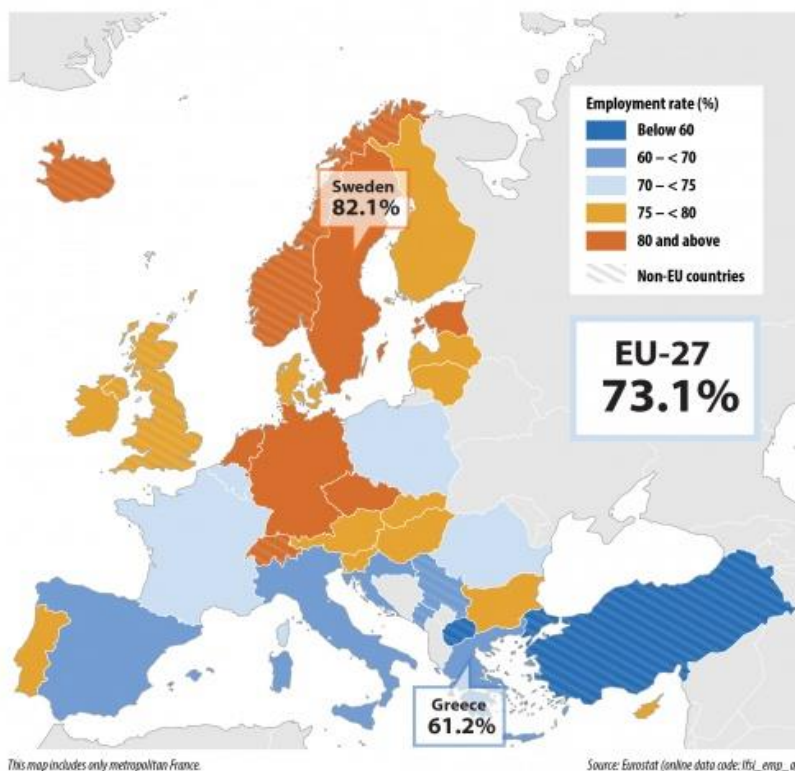 Employment rate (%)
Below 60
60 – < 70
70 – < 75
75 – < 80
80 and above
Non-EU countries
Sweden
82.1%
EU-27
73.1%
Greece
61.2%
This map includes only metropolitan France.
Source: Eurostat (online data code: lfsi_emp_a